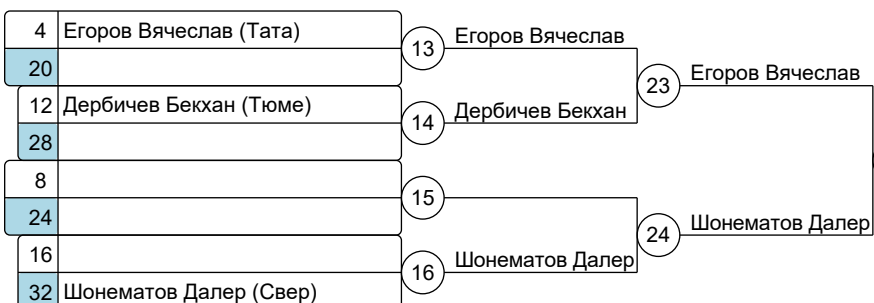 4 Егоров Вячеслав (Тата)
20
12 Дербичев Бекхан (Тюме)
28
8
24
16
32 Шонематов Далер (Свер)
13 Егоров Вячеслав
14 Дербичев Бекхан
15
16 Шонематов Далер
23 Егоров Вячеслав
24 Шонематов Далер